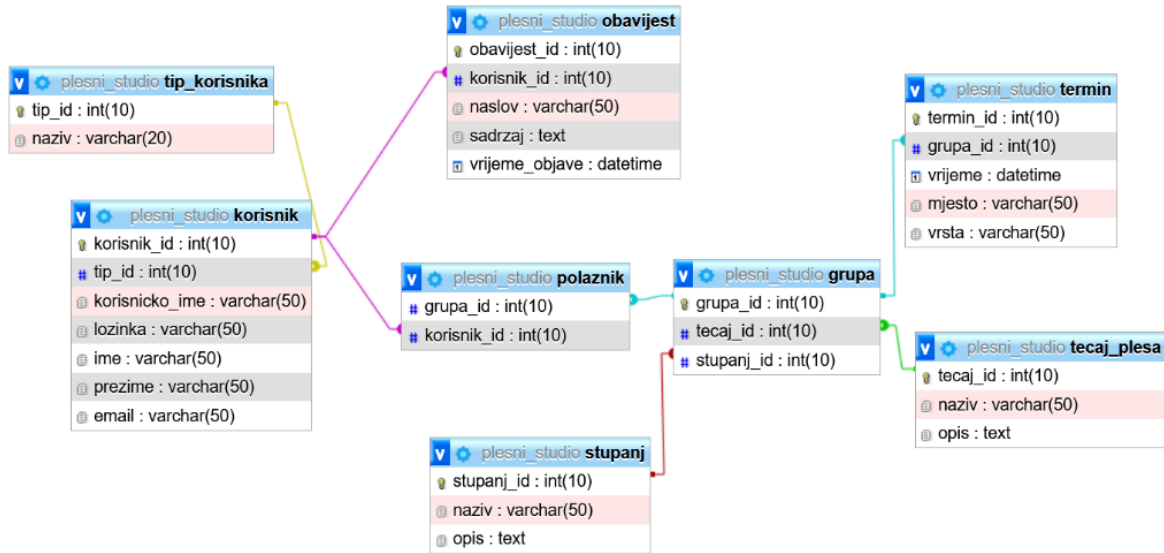 v plesni_studio obavijest
obavijest_id : int(10)
# korisnik_id : int(10)
naslov : varchar(50)
sadrzaj : text
vrijeme_objave : datetime
v plesni_studio tip_korisnika
tip_id : int(10)
naziv : varchar(20)
v plesni_studio termin
termin_id : int(10)
# grupa_id : int(10)
vrijeme : datetime
mjesto : varchar(50)
vrsta : varchar(50)
v plesni_studio korisnik
korisnik_id : int(10)
# tip_id : int(10)
korisnicko_ime : varchar(50)
lozinka : varchar(50)
ime : varchar(50)
prezime : varchar(50)
email : varchar(50)
v plesni_studio polaznik
# grupa_id : int(10)
# korisnik_id : int(10)
v plesni_studio grupa
grupa_id : int(10)
# tecaj_id : int(10)
# stupanj_id : int(10)
v plesni_studio tecaj_plesa
tecaj_id : int(10)
naziv : varchar(50)
opis : text
v plesni_studio stupanj
stupanj_id : int(10)
naziv : varchar(50)
opis : text